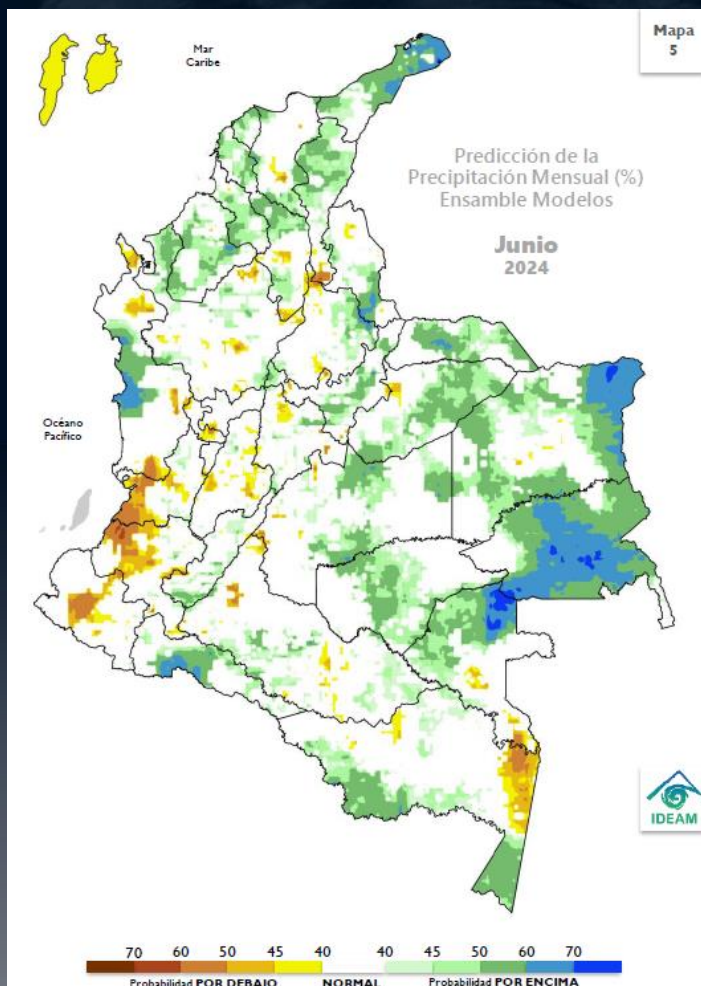 Mapa
5
Mar
Caribe
Predicción de la
Precipitación Mensual (%)
Ensamble Modelos
Junio
2024
Océano
Pacífico
IDEAM
70 60 50 45 40 40 45 50 60 70
Probabilidad POR DEBAJO NORMAL Probabilidad POR ENCIMA